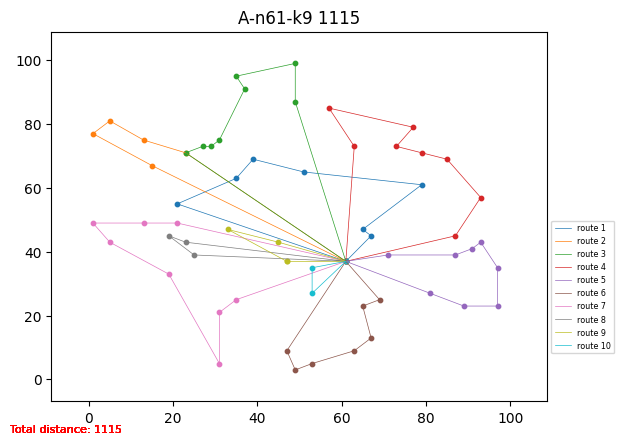 A-n61-k9 1115
100
80
60
40
20
0
0 20 40 60 80 100
route 1
route 2
route 3
route 4
route 5
route 6
route 7
route 8
route 9
route 10
Total distance: 1115